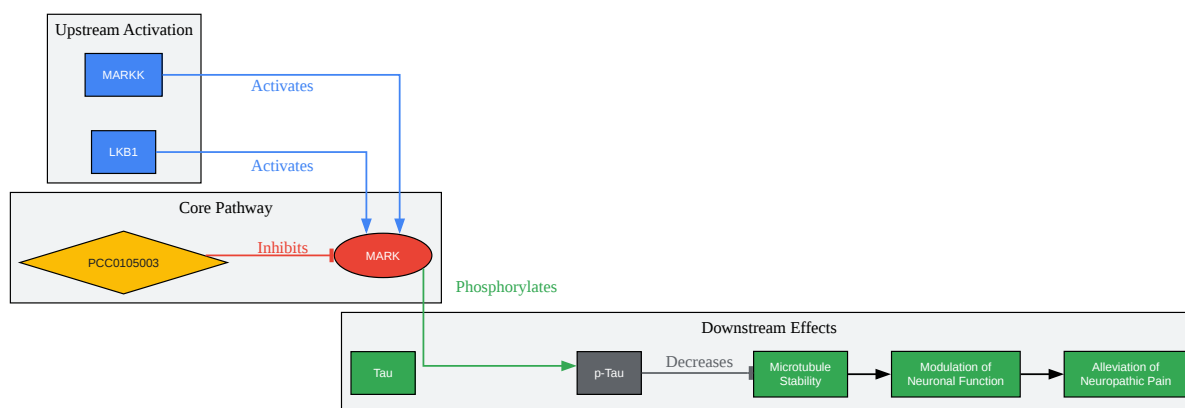 Upstream Activation
MARKK
Activates
LKB1
Activates
Core Pathway
PCC0105003
Inhibits
MARK
Phosphorylates
Downstream Effects
Tau
p-Tau
Decreases
Microtubule
Stability
Modulation of
Neuronal Function
Alleviation of
Neuropathic Pain